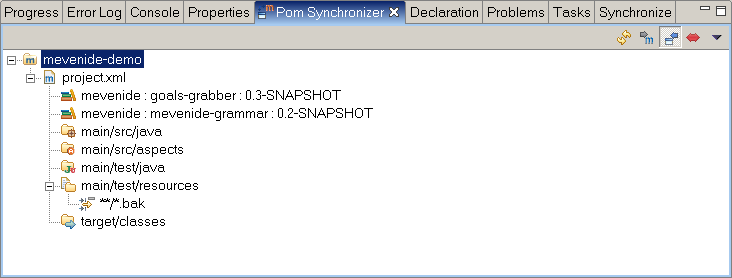 Progress Error Log Console Properties Pom Synchronizer Declaration Problems Tasks Synchronize
mevenide-demo
project.xml
mevenide : goals-grabber : 0.3-SNAPSHOT
mevenide : mevenide-grammar : 0.2-SNAPSHOT
main/src/java
main/src/aspects
main/test/java
main/test/resources
**/*.bak
target/classes